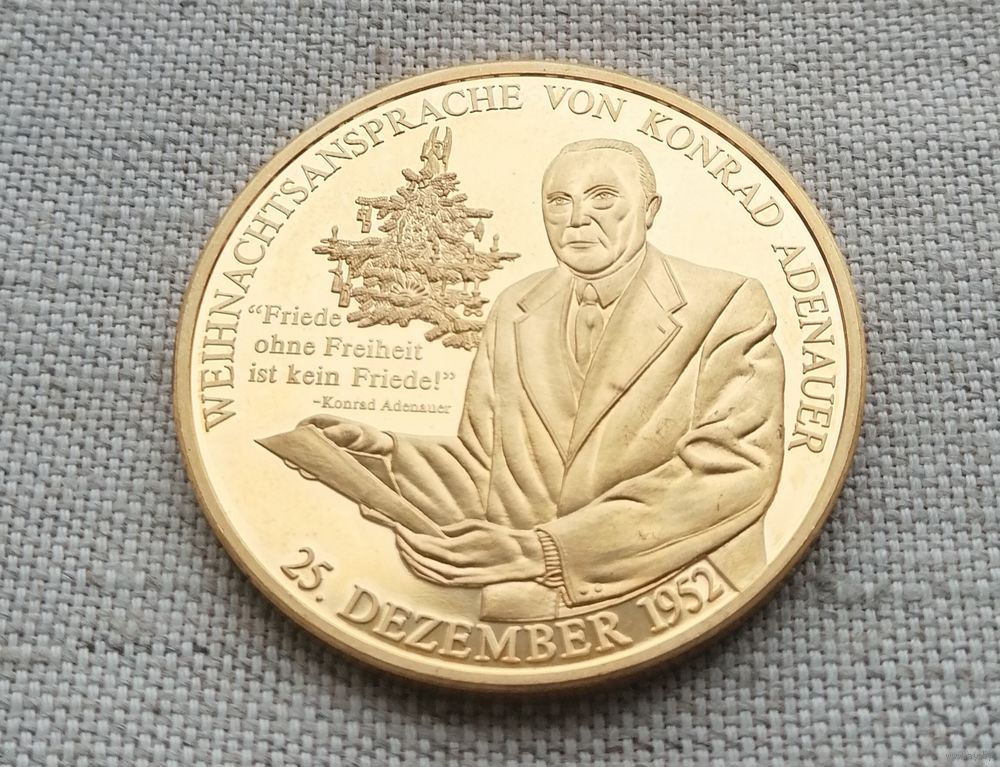 WEIHNACHTSANSPRACHE VON KONRAD ADENAUER
“Friede
ohne Freiheit
ist kein Friede!”
-Konrad Adenauer
25. DEZEMBER 1952